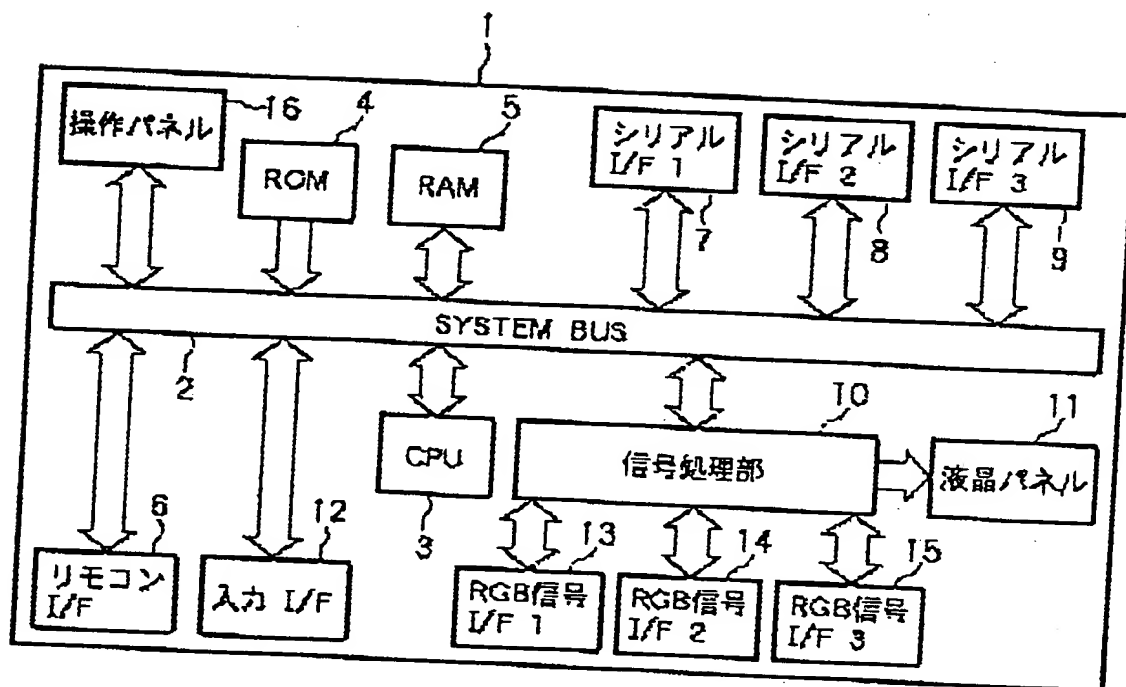 1
操作パネル
16
ROM
4
RAM
5
シリアル
I/F 1
7
シリアル
I/F 2
8
シリアル
I/F 3
9
SYSTEM BUS
2
CPU
3
信号処理部
10
液晶パネル
11
リモコン
I/F
6
入力 I/F
12
RGB信号
I/F 1
13
RGB信号
I/F 2
14
RGB信号
I/F 3
15